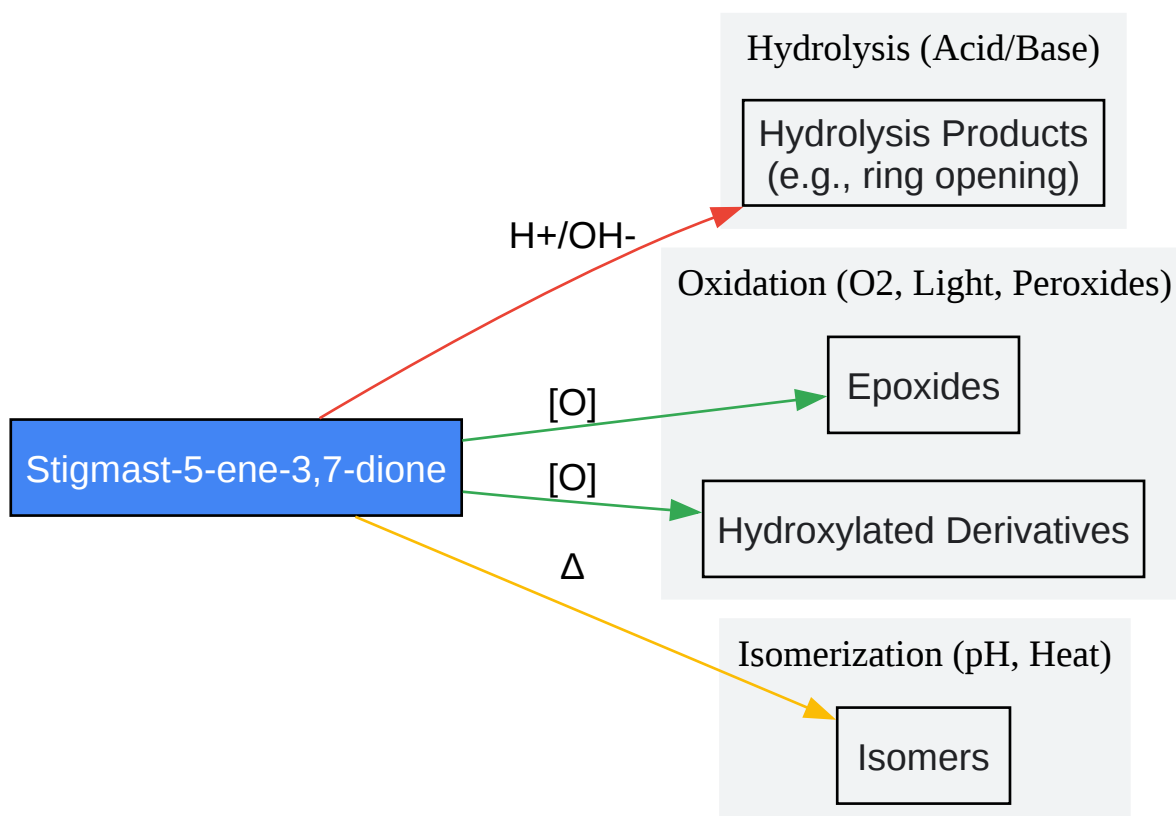 Hydrolysis (Acid/Base)
Hydrolysis Products
(e.g., ring opening)
H+/OH-
Oxidation (O2, Light, Peroxides)
Epoxides
[O]
Stigmast-5-ene-3,7-dione
[O]
Hydroxylated Derivatives
Δ
Isomerization (pH, Heat)
Isomers